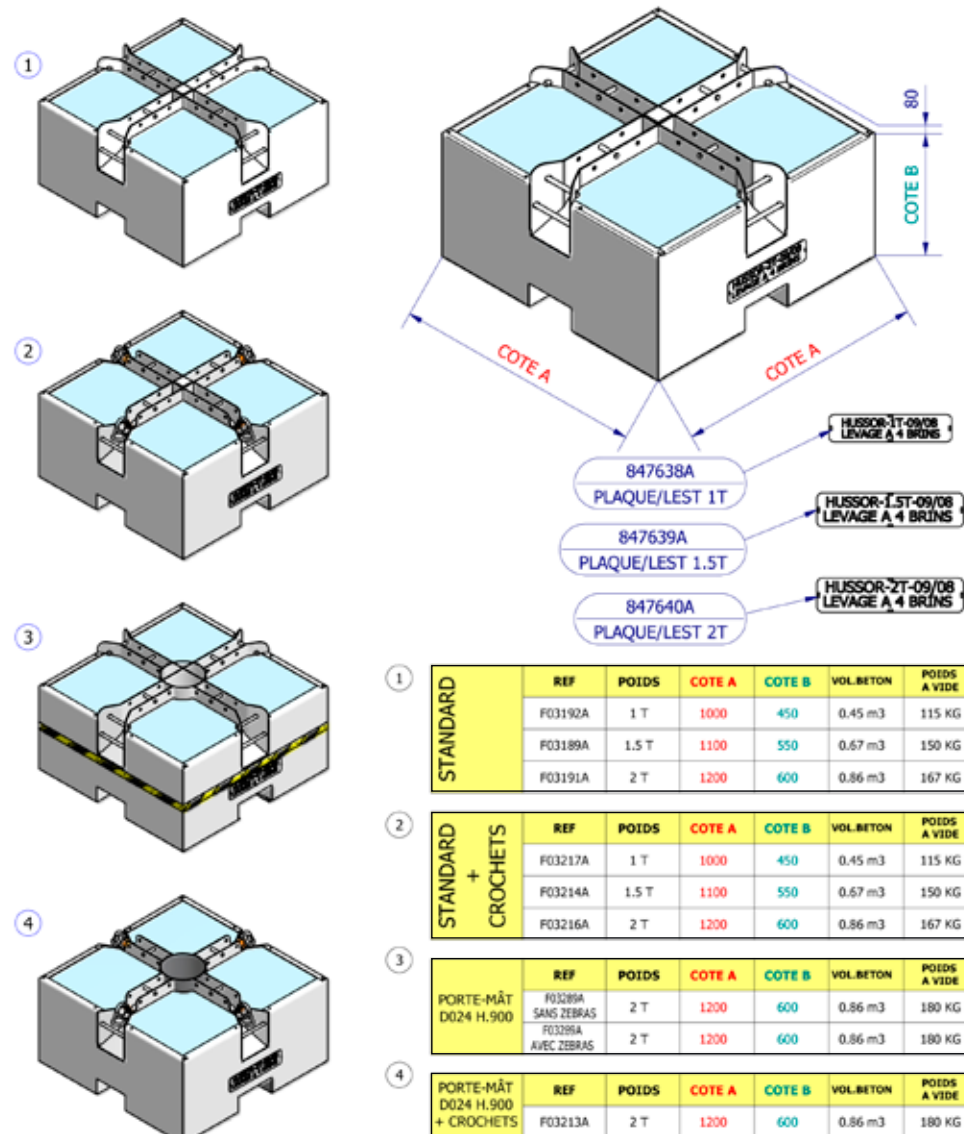 1
2
3
4
80
COTE B
COTE A
COTE A
HUSSOR-1T-09/08
LEVAGE A 4 BRINS
847638A
PLAQUE/LEST 1T
HUSSOR-1.5T-09/08
LEVAGE A 4 BRINS
847639A
PLAQUE/LEST 1.5T
HUSSOR-2T-09/08
LEVAGE A 4 BRINS
847640A
PLAQUE/LEST 2T
1
STANDARD
REF POIDS COTE A COTE B VOL.BETON POIDS A VIDE
F03192A 1 T 1000 450 0.45 m3 115 KG
F03189A 1.5 T 1100 550 0.67 m3 150 KG
F03191A 2 T 1200 600 0.86 m3 167 KG
2
STANDARD
+
CROCHETS
REF POIDS COTE A COTE B VOL.BETON POIDS A VIDE
F03217A 1 T 1000 450 0.45 m3 115 KG
F03214A 1.5 T 1100 550 0.67 m3 150 KG
F03216A 2 T 1200 600 0.86 m3 167 KG
3
PORTE-MÂT
D024 H.900
REF POIDS COTE A COTE B VOL.BETON POIDS A VIDE
F03289A SANS ZEBRAS 2 T 1200 600 0.86 m3 180 KG
F03289A AVEC ZEBRAS 2 T 1200 600 0.86 m3 180 KG
4
PORTE-MÂT
D024 H.900
+ CROCHETS
REF POIDS COTE A COTE B VOL.BETON POIDS A VIDE
F03213A 2 T 1200 600 0.86 m3 180 KG